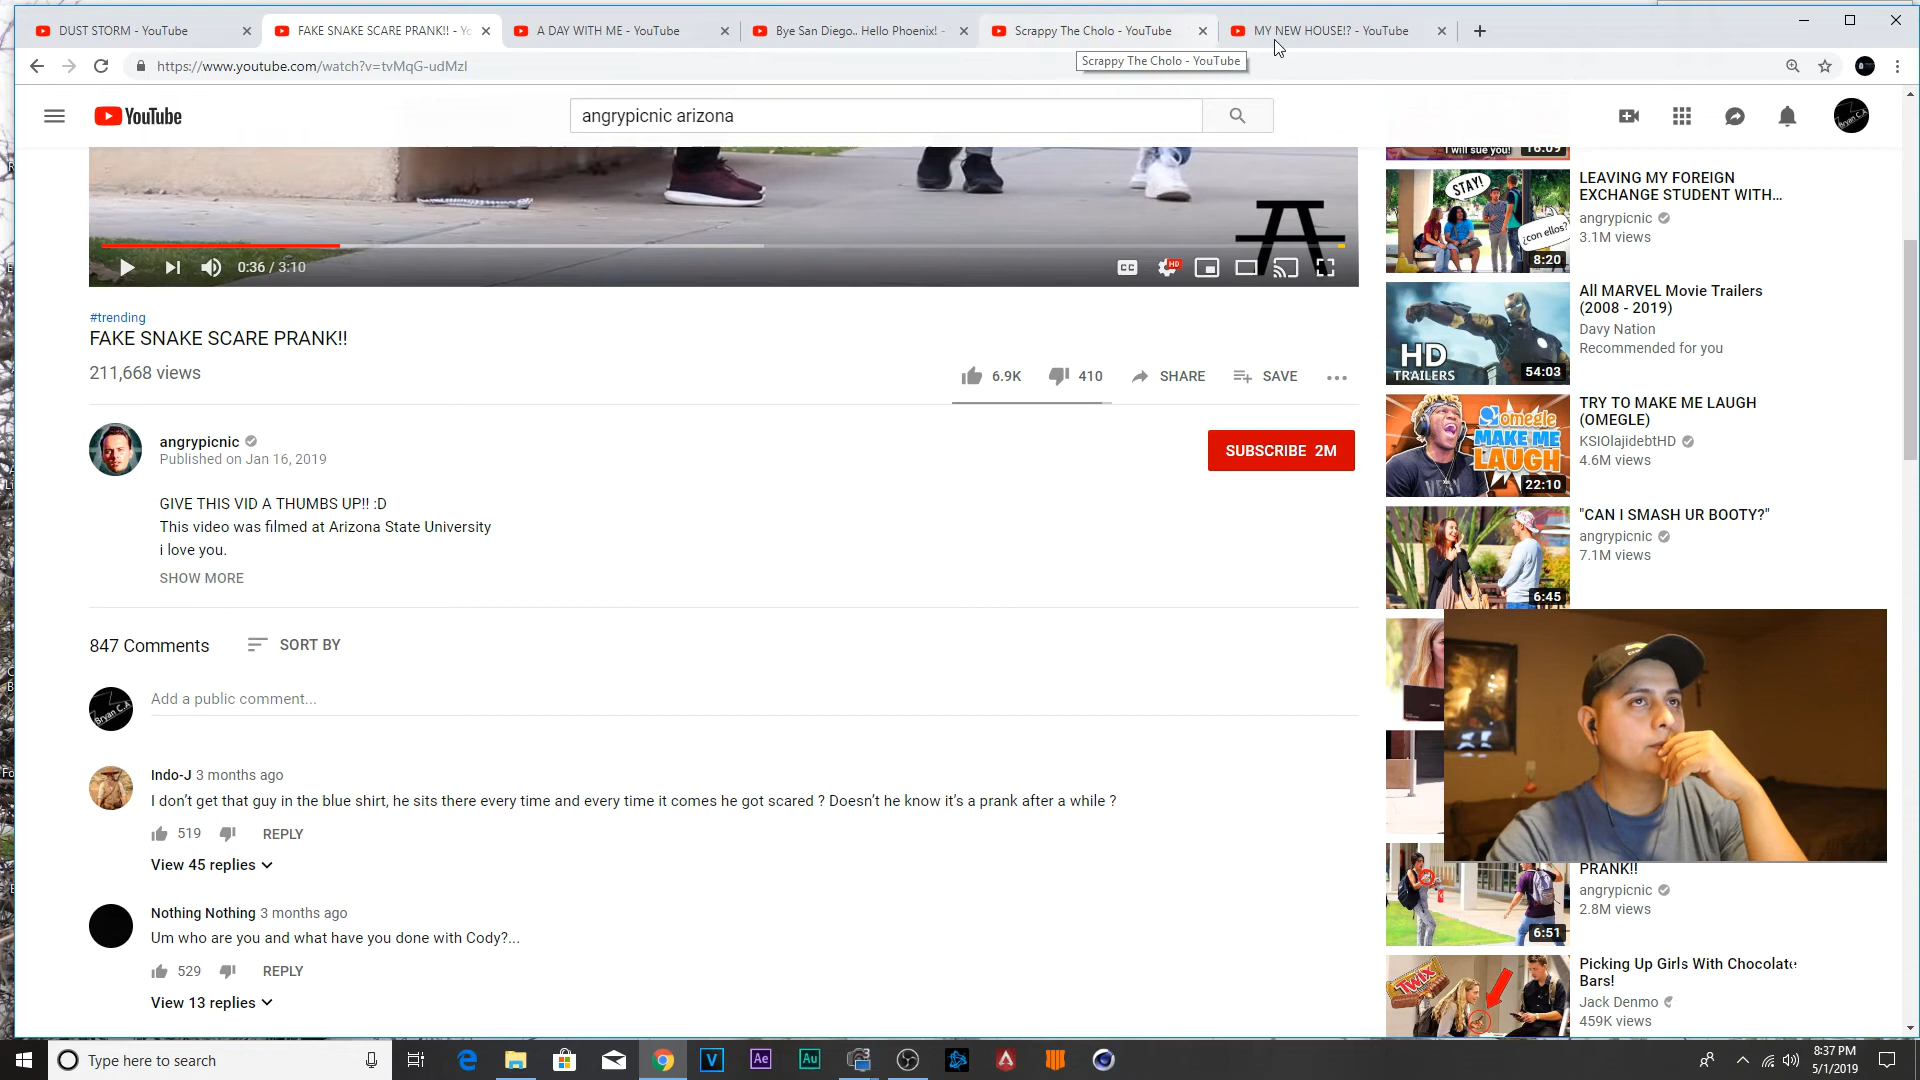 DUST STORM - YouTube
FAKE SNAKE SCARE PRANK!! - Yo
A DAY WITH ME - YouTube
Bye San Diego.. Hello Phoenix! -
Scrappy The Cholo - YouTube
MY NEW HOUSE!? - YouTube
Scrappy The Cholo - YouTube
https://www.youtube.com/watch?v=tvMqG-udMzI
YouTube
angrypicnic arizona
Bryan C.A
I will sue you!
16:09
0:36 / 3:10
CC
HD
#trending
FAKE SNAKE SCARE PRANK!!
211,668 views
6.9K
410
SHARE
SAVE
angrypicnic
Published on Jan 16, 2019
SUBSCRIBE 2M
GIVE THIS VID A THUMBS UP!! :D
This video was filmed at Arizona State University
i love you.
SHOW MORE
847 Comments
SORT BY
Bryan C.A
Add a public comment...
Indo-J 3 months ago
I don't get that guy in the blue shirt, he sits there every time and every time it comes he got scared ? Doesn't he know it's a prank after a while ?
519
REPLY
View 45 replies
Nothing Nothing 3 months ago
Um who are you and what have you done with Cody?...
529
REPLY
View 13 replies
STAY!
¿con ellos?
8:20
LEAVING MY FOREIGN
EXCHANGE STUDENT WITH...
angrypicnic
3.1M views
HD
TRAILERS
54:03
All MARVEL Movie Trailers
(2008 - 2019)
Davy Nation
Recommended for you
omegle
MAKE ME
LAUGH
22:10
TRY TO MAKE ME LAUGH
(OMEGLE)
KSIOlajidebtHD
4.6M views
6:45
"CAN I SMASH UR BOOTY?"
angrypicnic
7.1M views
PRANK!!
angrypicnic
2.8M views
6:51
TWIX
Picking Up Girls With Chocolate
Bars!
Jack Denmo
459K views
Type here to search
V
Ae
Au
8:37 PM
5/1/2019